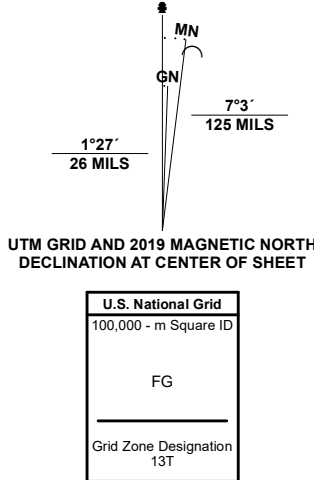 MN
GN
7°3´
125 MILS
1°27´
26 MILS
UTM GRID AND 2019 MAGNETIC NORTH
DECLINATION AT CENTER OF SHEET
U.S. National Grid
100,000 - m Square ID
FG
Grid Zone Designation
13T